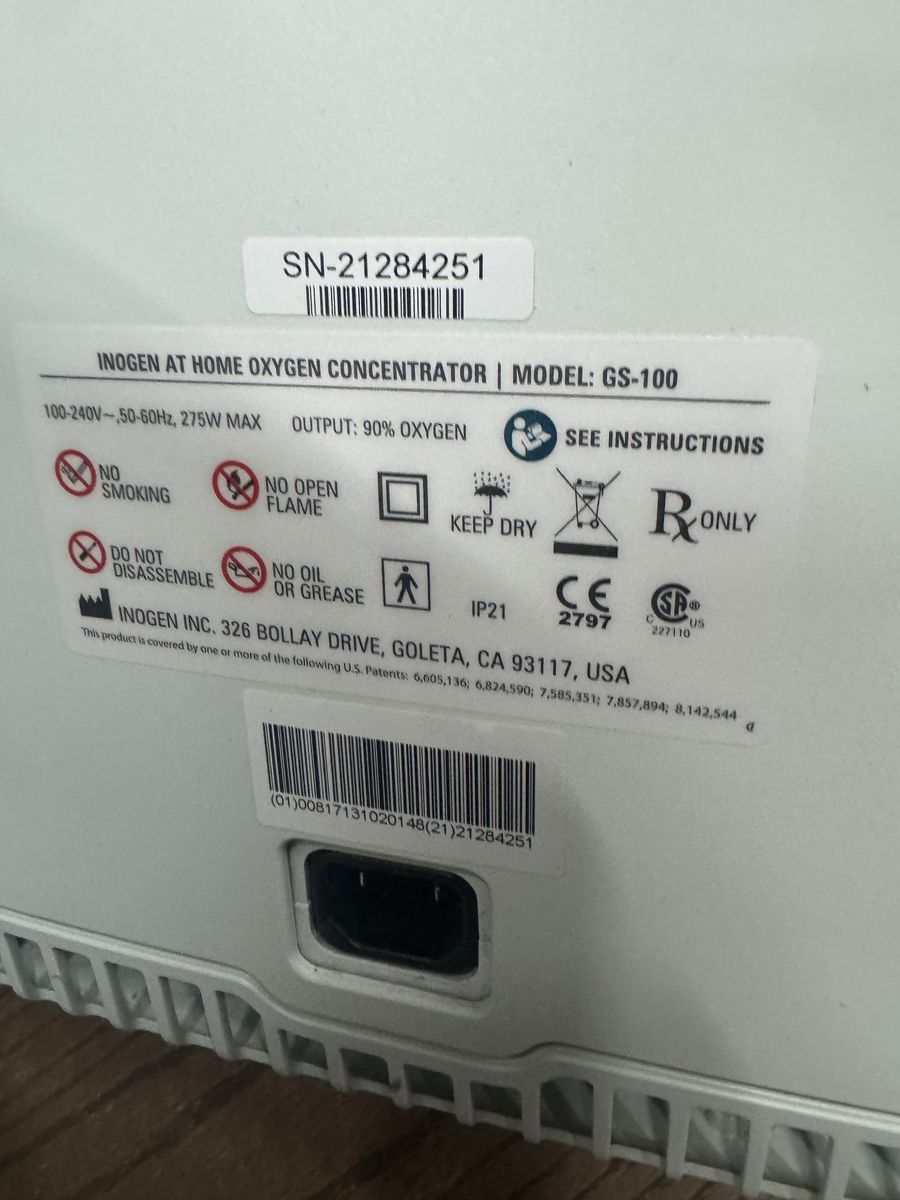 SN-21284251
INOGEN AT HOME OXYGEN CONCENTRATOR | MODEL: GS-100
100-240V~,50-60Hz, 275W MAX OUTPUT: 90% OXYGEN SEE INSTRUCTIONS
NO SMOKING
NO OPEN FLAME
KEEP DRY
Rx ONLY
DO NOT DISASSEMBLE
NO OIL OR GREASE
IP21
CE
2797
SA®
C US
227110
INOGEN INC. 326 BOLLAY DRIVE, GOLETA, CA 93117, USA
This product is covered by one or more of the following U.S. Patents: 6,605,136; 6,824,590; 7,585,351; 7,857,894; 8,142,544
(01)00817131020148(21)21284251